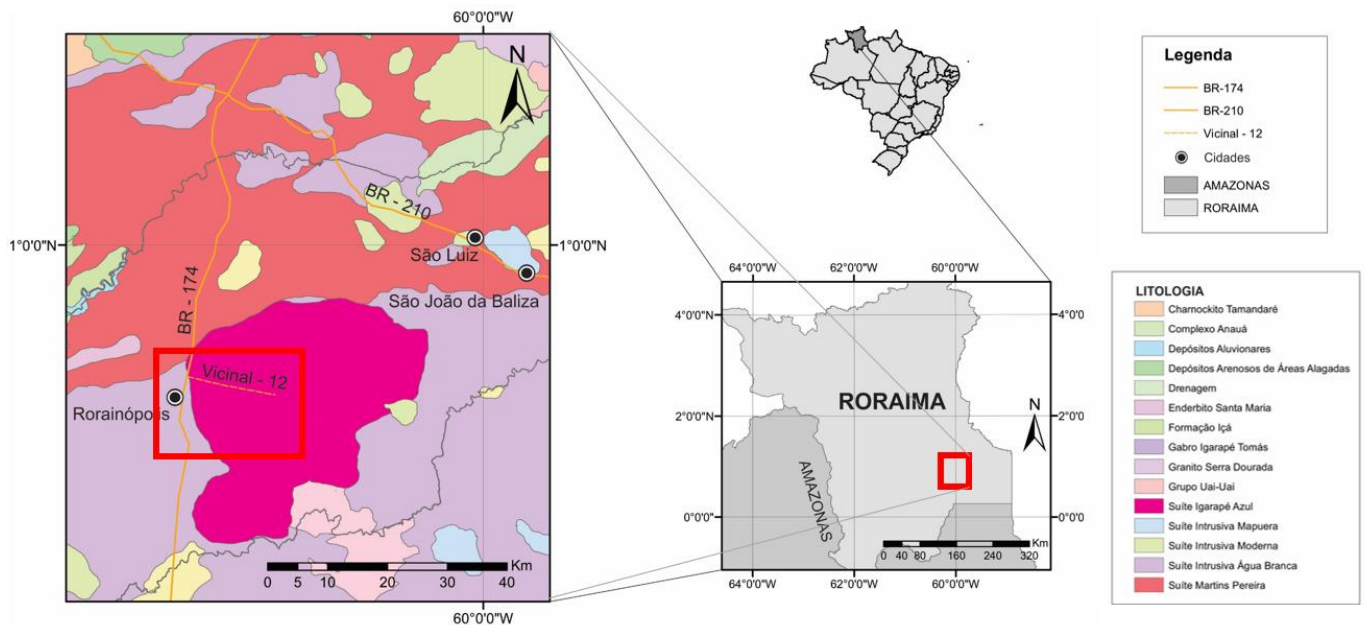 60°0'0"W
N
BR - 210
1°0'0"N
1°0'0"N
São Luiz
São João da Baliza
BR - 174
Vicinal - 12
Rorainópolis
Km
0 5 10 20 30 40
60°0'0"W
64°0'0"W 62°0'0"W 60°0'0"W
4°0'0"N
4°0'0"N
2°0'0"N
2°0'0"N
RORAIMA
N
AMAZONAS
0°0'0"
0°0'0
Km
0 40 80 160 240 320
64°0'0"W 62°0'0"W 60°0'0"W
Legenda
BR-174
BR-210
Vicinal - 12
Cidades
AMAZONAS
RORAIMA
LITOLOGIA
Charnockito Tamandaré
Complexo Anauá
Depósitos Aluvionares
Depósitos Arenosos de Áreas Alagadas
Drenagem
Enderbito Santa Maria
Formação Içá
Gabro Igarapé Tomás
Granito Serra Dourada
Grupo Uai-Uai
Suíte Igarapé Azul
Suíte Intrusiva Mapuera
Suíte Intrusiva Moderna
Suíte Intrusiva Água Branca
Suíte Martins Pereira